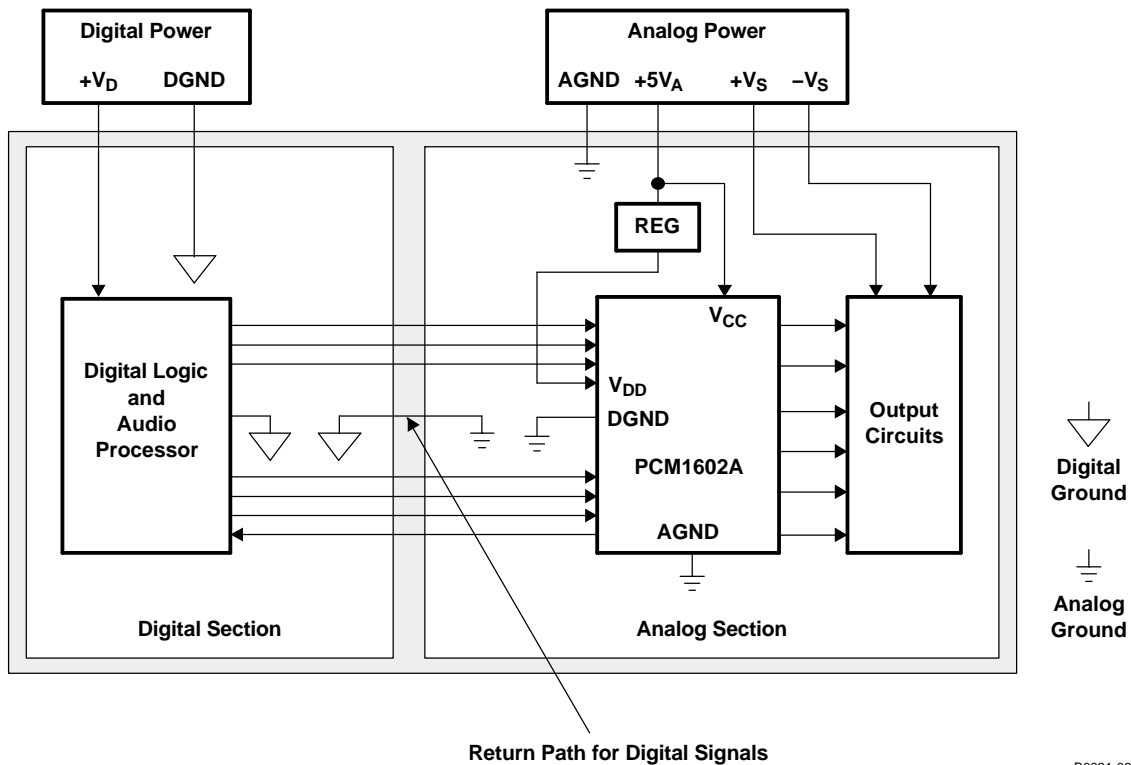 Digital Power
+VD DGND
Analog Power
AGND +5VA +VS –VS
REG
VCC
VDD
DGND
PCM1602A
AGND
Digital Logic
and
Audio
Processor
Output
Circuits
Digital Section
Analog Section
Digital
Ground
Analog
Ground
Return Path for Digital Signals